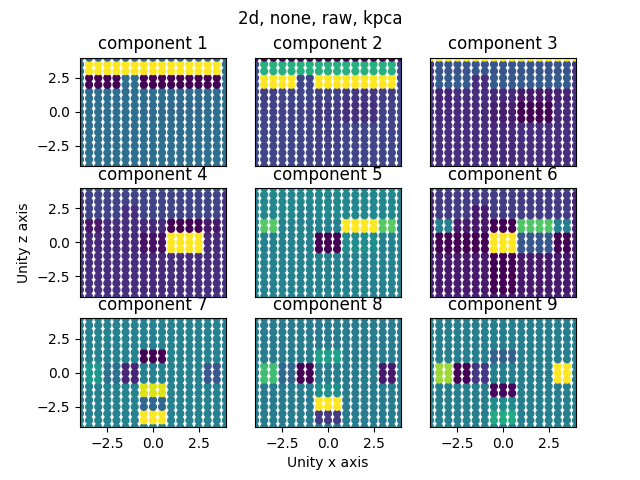 2d, none, raw, kpca
component 1 component 2 component 3
2.5
0.0
−2.5
component 4 component 5 component 6
2.5
0.0
−2.5
Unity z axis
component 7 component 8 component 9
2.5
0.0
−2.5
−2.5 0.0 2.5 −2.5 0.0 2.5 −2.5 0.0 2.5
Unity x axis